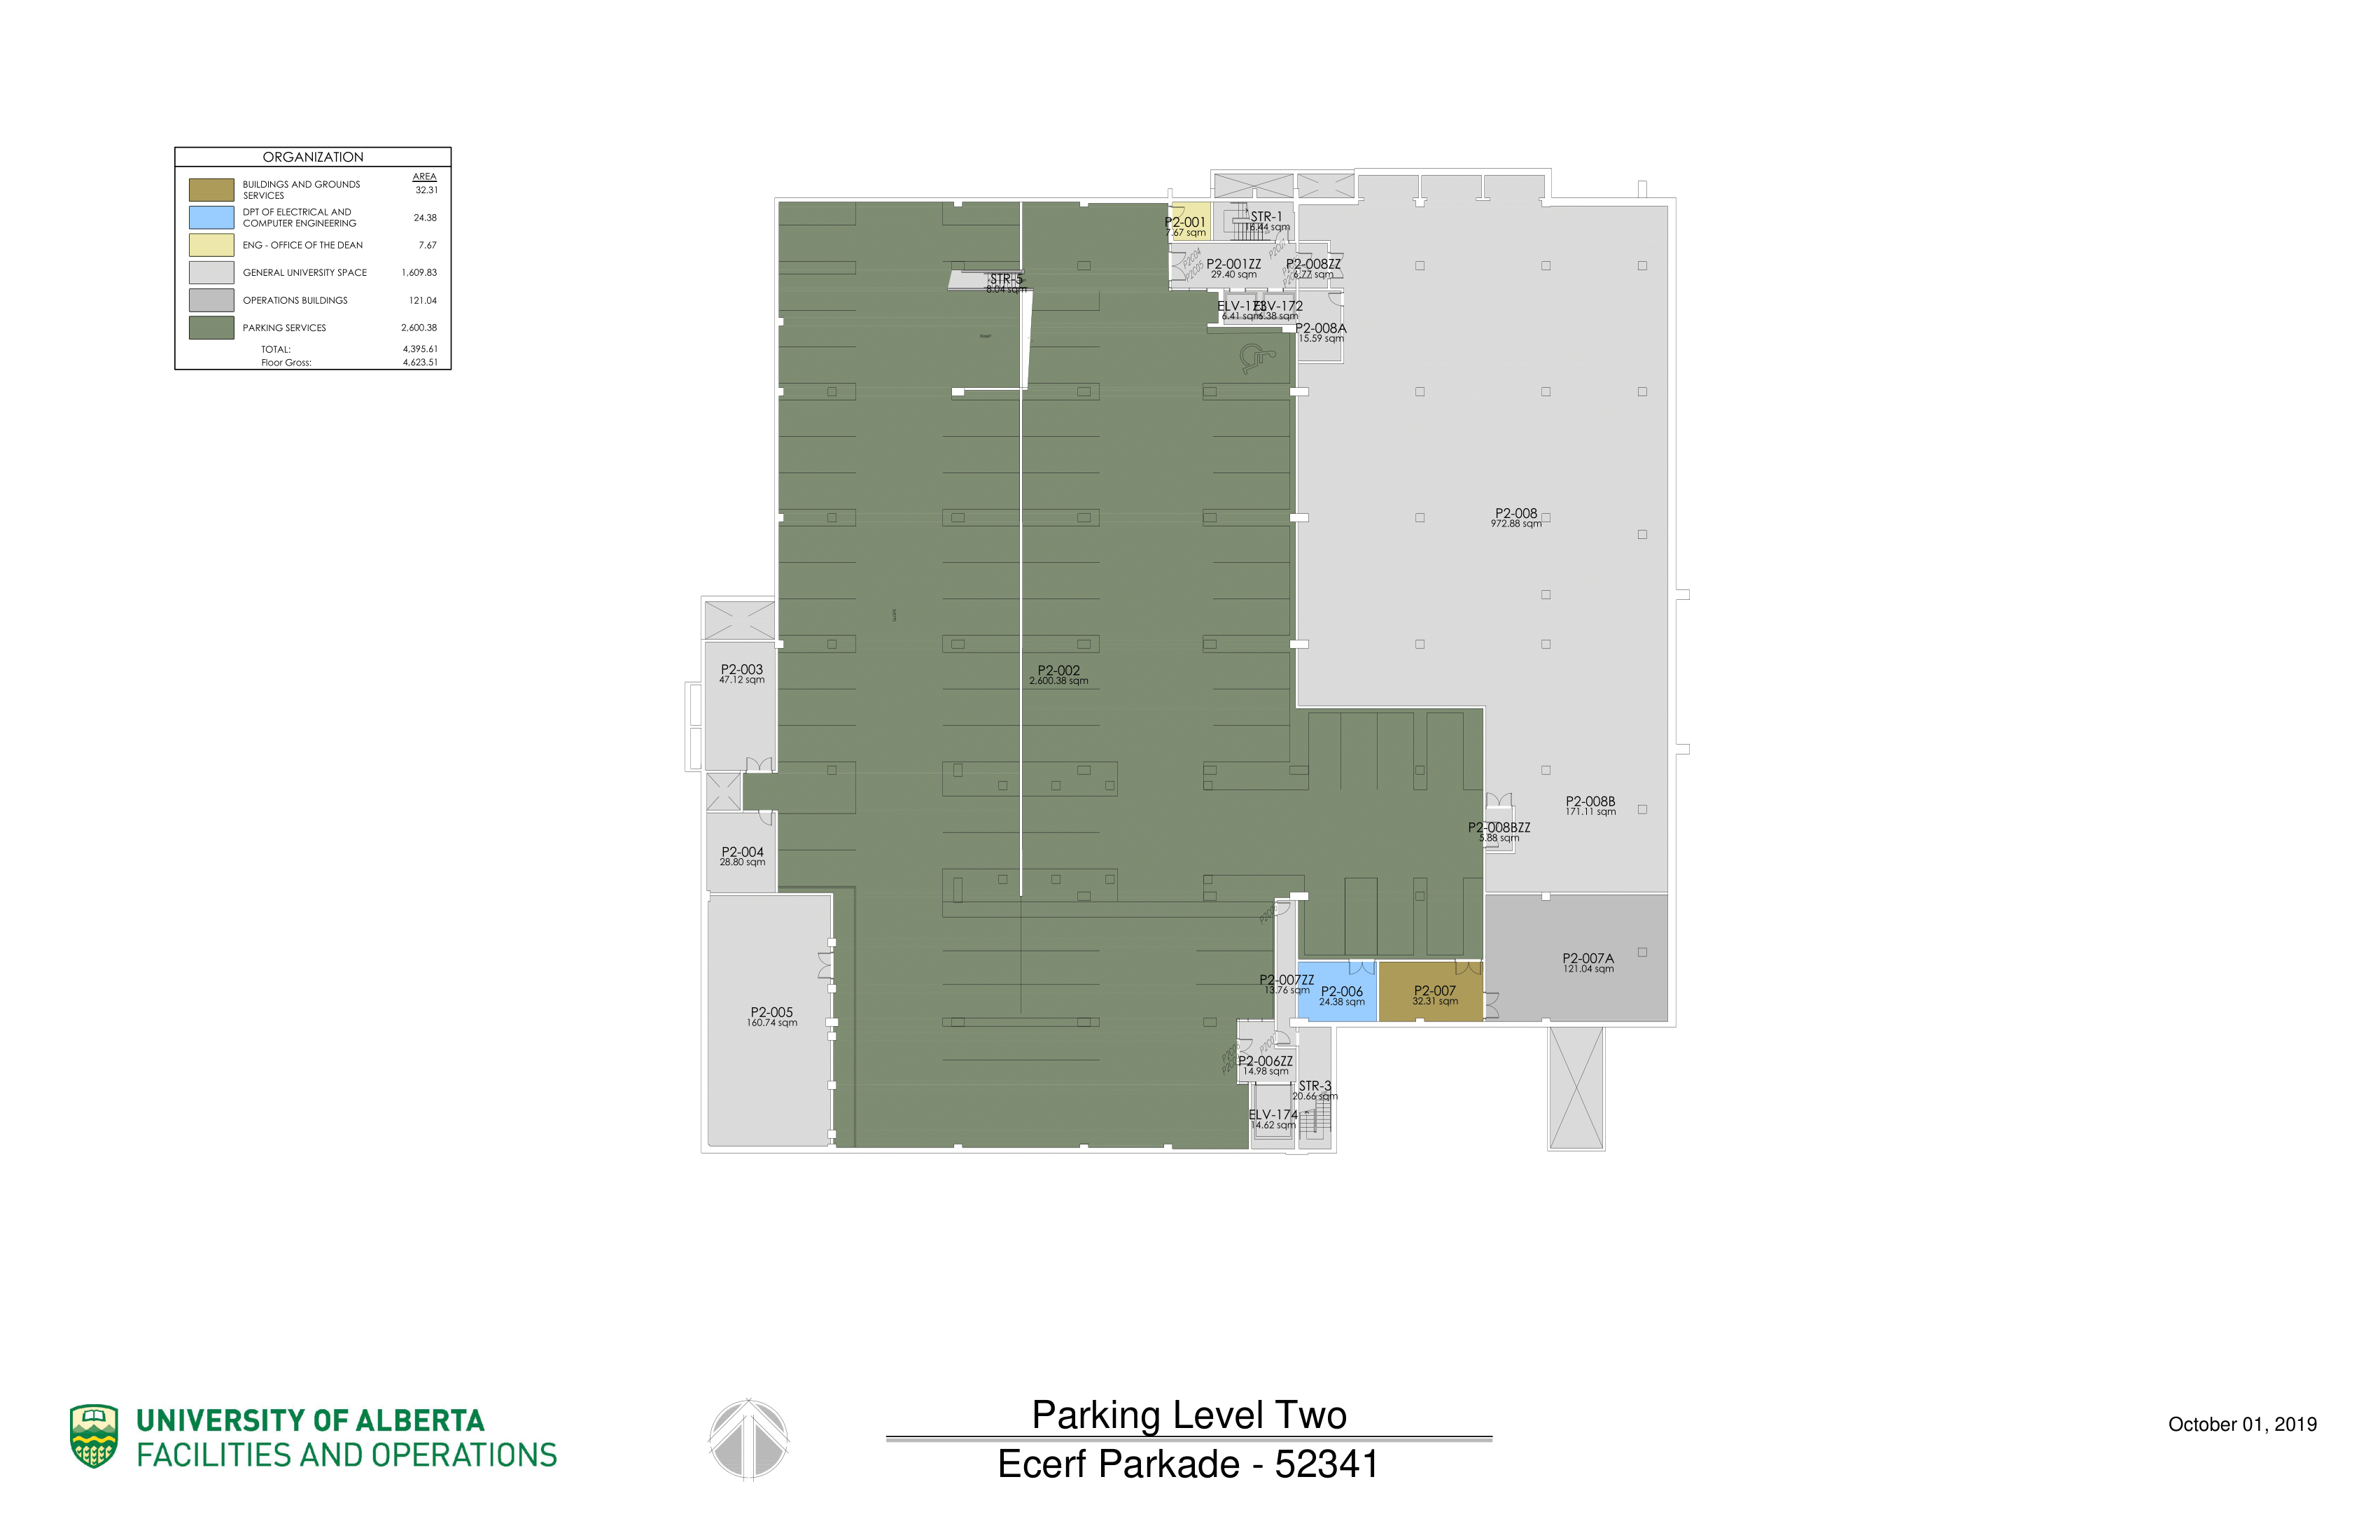 ORGANIZATION
AREA
BUILDINGS AND GROUNDS SERVICES 32.31
DPT OF ELECTRICAL AND COMPUTER ENGINEERING 24.38
ENG - OFFICE OF THE DEAN 7.67
GENERAL UNIVERSITY SPACE 1,609.83
OPERATIONS BUILDINGS 121.04
PARKING SERVICES 2,600.38
TOTAL: 4,395.61
Floor Gross: 4,623.51
P2-001
7.67 sqm
STR-1
16.44 sqm
P2C04
P2C05
P2-001ZZ
29.40 sqm
P2-008ZZ
6.77 sqm
STR-5
8.04 sqm
ELV-173
6.41 sqm
ELV-172
6.38 sqm
P2-008A
15.59 sqm
P2-008
972.88 sqm
P2-003
47.12 sqm
P2-002
2,600.38 sqm
P2-008B
171.11 sqm
P2-008BZZ
5.88 sqm
P2-004
28.80 sqm
P2-007A
121.04 sqm
P2-007ZZ
13.76 sqm
P2-006
24.38 sqm
P2-007
32.31 sqm
P2-005
160.74 sqm
P2-006ZZ
14.98 sqm
STR-3
20.66 sqm
ELV-174
14.62 sqm
UNIVERSITY OF ALBERTA
FACILITIES AND OPERATIONS
Parking Level Two
Ecerf Parkade - 52341
October 01, 2019